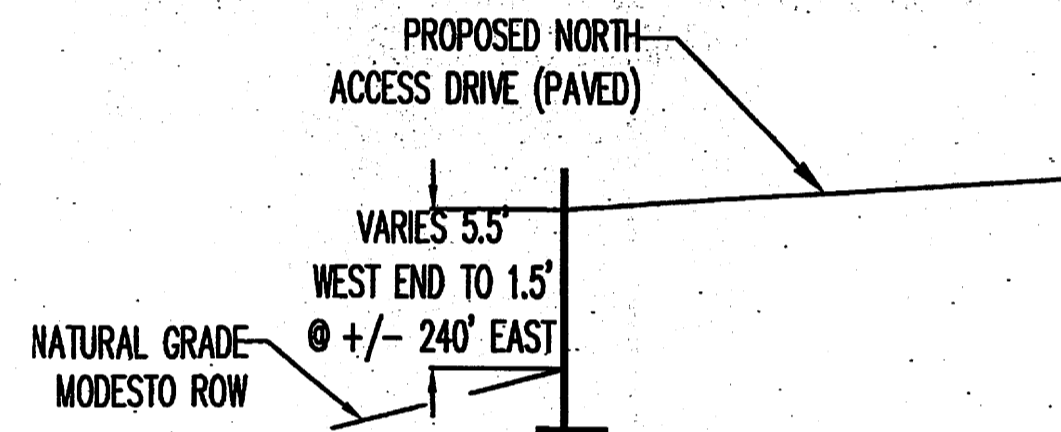 PROPOSED NORTH
ACCESS DRIVE (PAVED)
VARIES 5.5'
WEST END TO 1.5'
@ +/- 240' EAST
NATURAL GRADE
MODESTO ROW